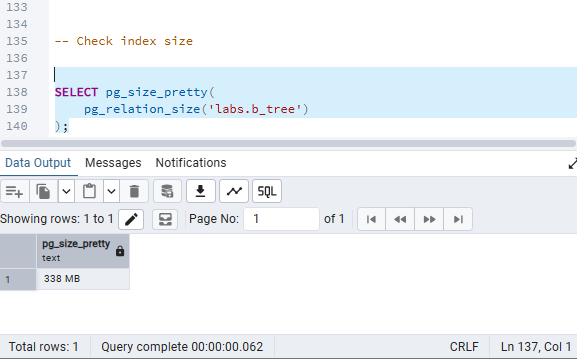 133
134
135 -- Check index size
136
137
138 SELECT pg_size_pretty(
139 pg_relation_size('labs.b_tree')
140 );
Data Output Messages Notifications
SQL
Showing rows: 1 to 1 Page No: 1 of 1
pg_size_pretty
text
1 338 MB
Total rows: 1 Query complete 00:00:00.062 CRLF Ln 137, Col 1